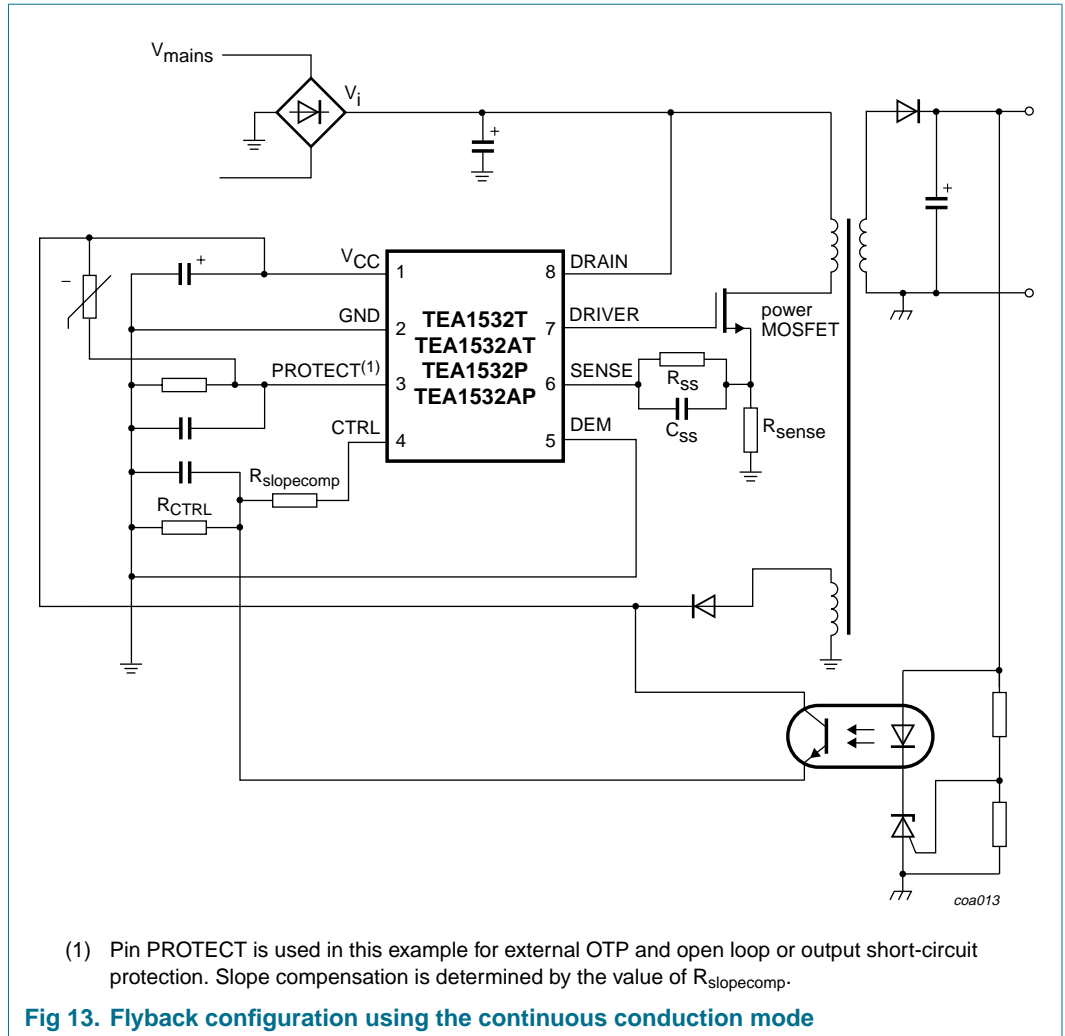 Vmains
Vi
+
+
VCC
1
8
DRAIN
+
−
GND
2
TEA1532T
TEA1532AT
TEA1532P
TEA1532AP
7
DRIVER
power
MOSFET
PROTECT(1)
3
6
SENSE
Rss
Css
Rsense
CTRL
4
5
DEM
Rslopecomp
RCTRL
coa013
(1) Pin PROTECT is used in this example for external OTP and open loop or output short-circuit
protection. Slope compensation is determined by the value of Rslopecomp.
Fig 13. Flyback configuration using the continuous conduction mode